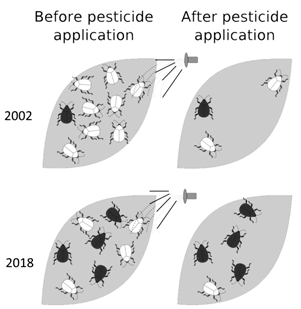 Before pesticide
application
After pesticide
application
2002
2018